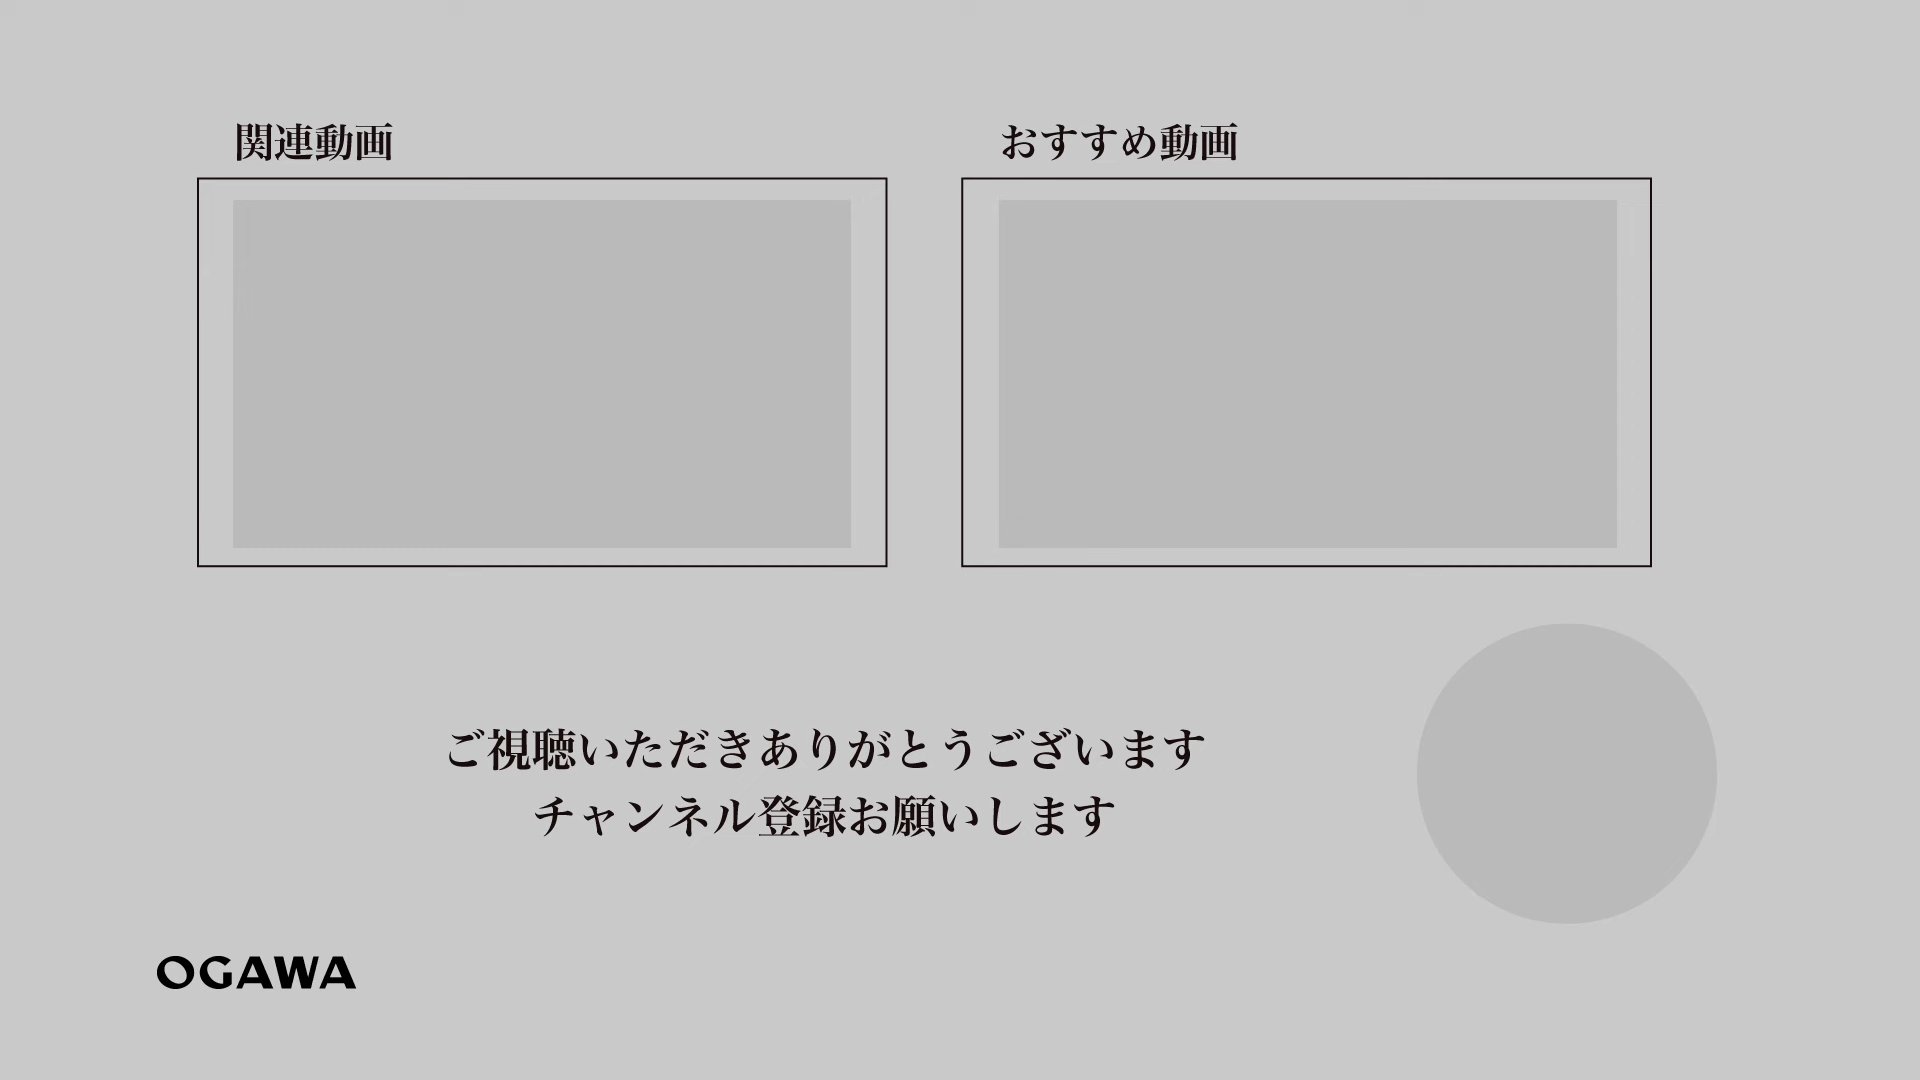 関連動画
おすすめ動画
ご視聴いただきありがとうございます
チャンネル登録お願いします
OGAWA